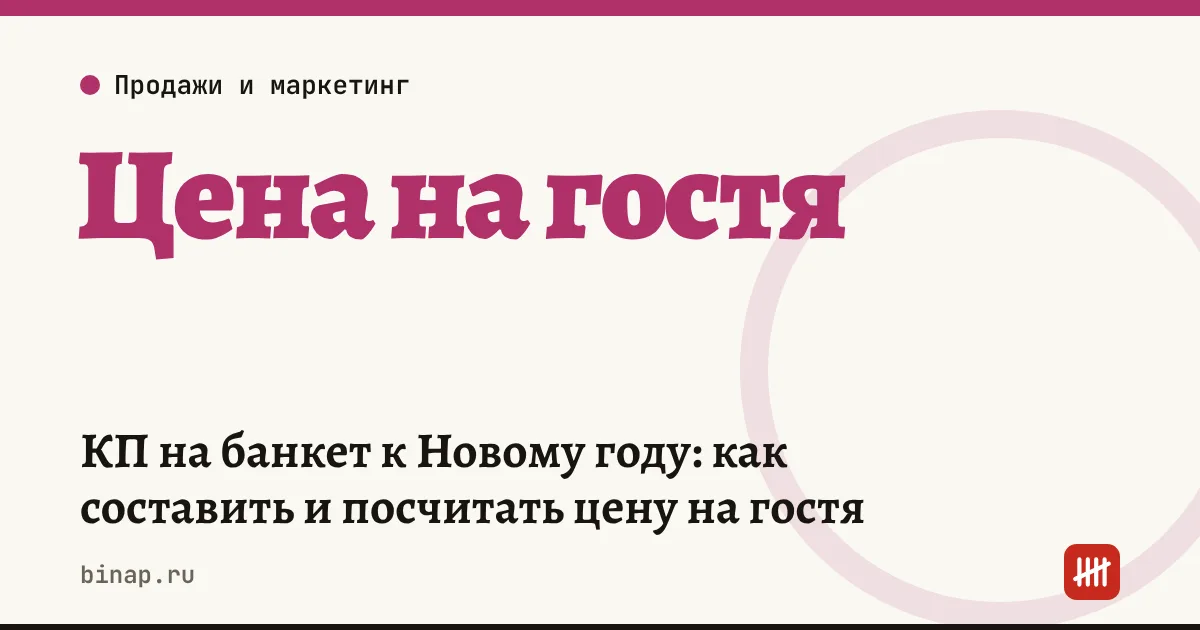 Продажи и маркетинг
Цена на гостя
КП на банкет к Новому году: как
составить и посчитать цену на гостя
binap.ru